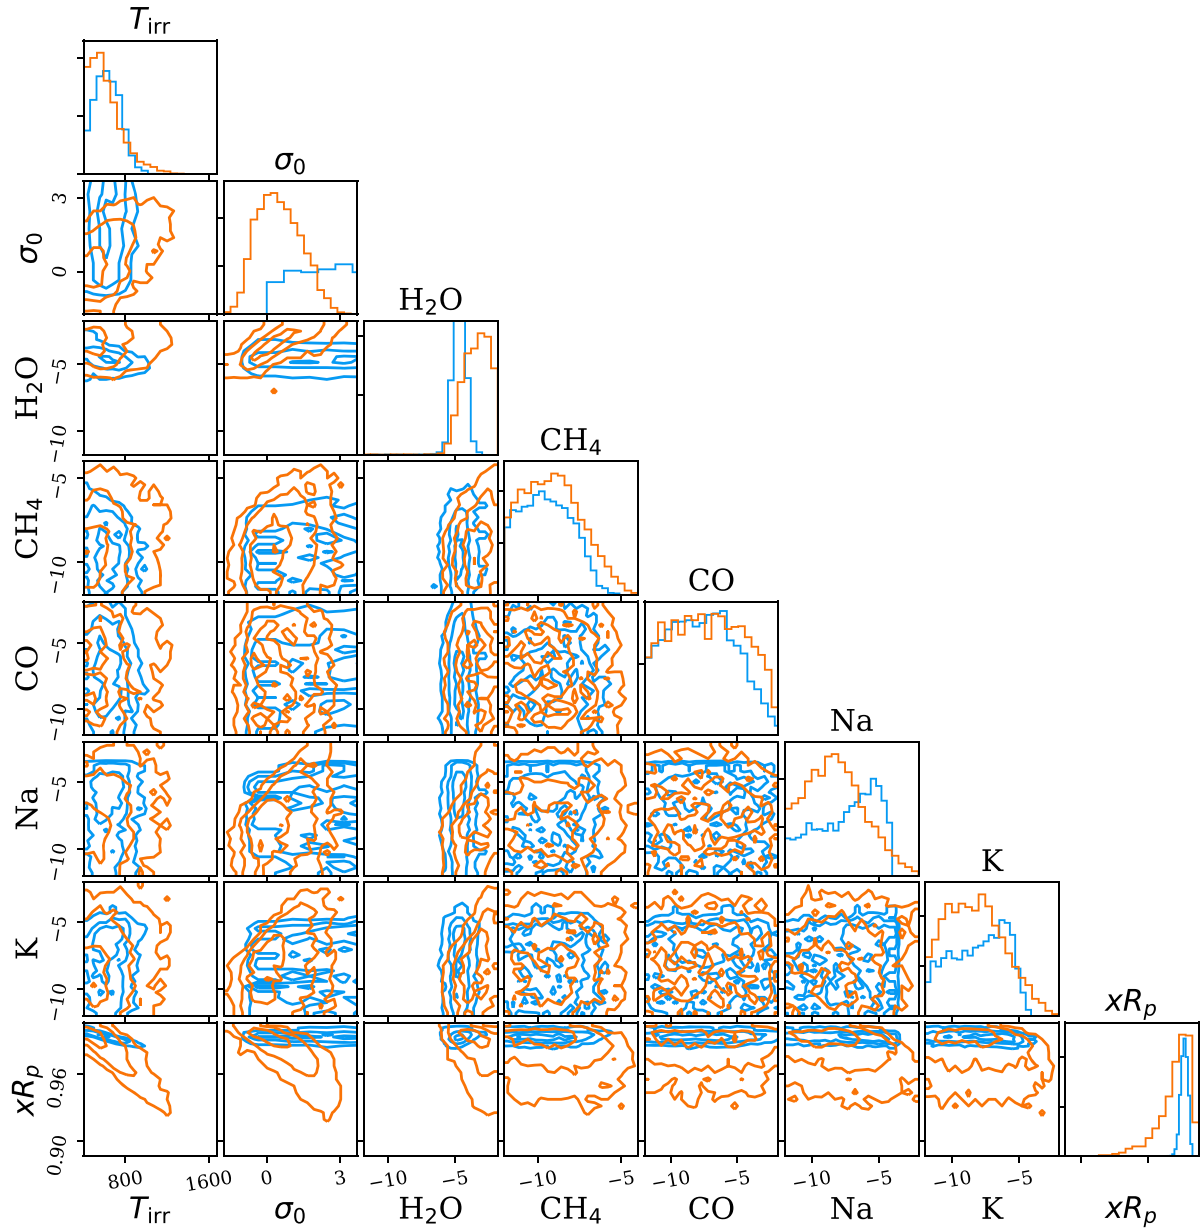 T_irr
σ_0
3
0
σ_0
H_2O
−5
−10
H_2O
CH_4
−5
−10
CH_4
CO
−5
−10
CO
Na
−5
−10
Na
K
−5
−10
K
xR_p
0.96
0.90
xR_p
800 1600 0 3 −10 −5 −10 −5 −10 −5 −10 −5 −10 −5
T_irr σ_0 H_2O CH_4 CO Na K xR_p